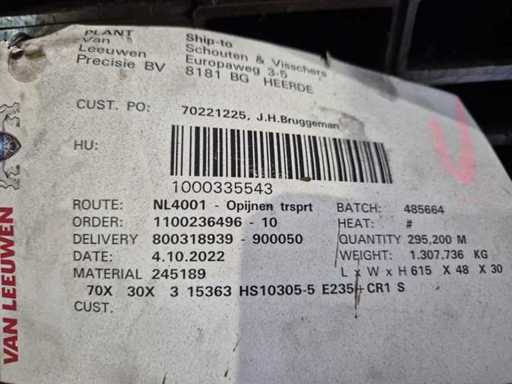 PLANT
Van
Leeuwen
Precisie BV
Ship-to
Schouten & Visschers
Europaweg 3-5
8181 BG HEERDE
CUST. PO: 70221225, J.H.Bruggeman
HU:
1000335543
ROUTE: NL4001 - Opijnen trsprt BATCH: 485664
ORDER: 1100236496 - 10 HEAT: #
DELIVERY 800318939 - 900050 QUANTITY: 295,200 M
DATE: 4.10.2022 WEIGHT: 1.307.736 KG
MATERIAL 245189 L x W x H 615 X 48 X 30
70X 30X 3 15363 HS10305-5 E235+CR1 S
CUST.
VAN LEEUWEN